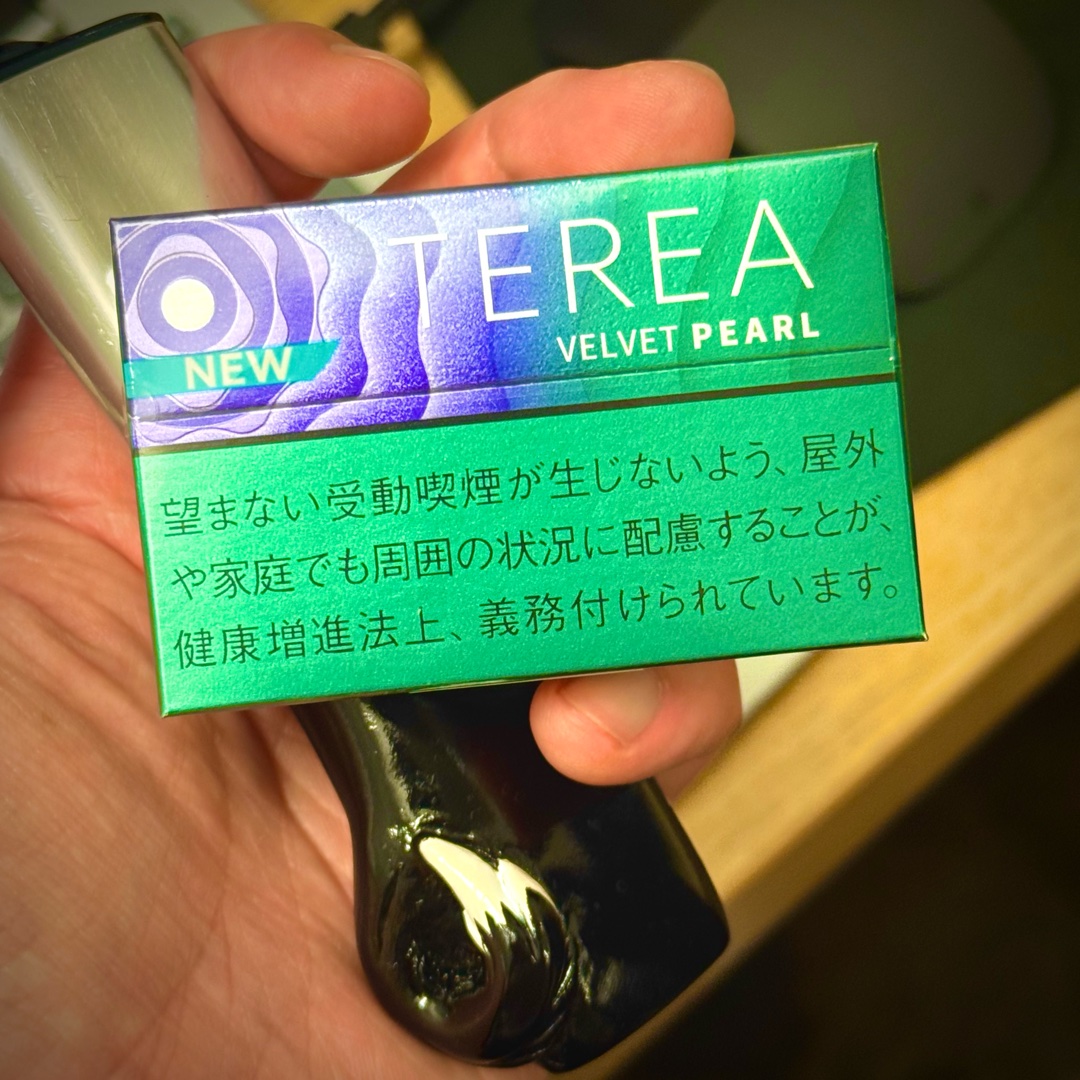 TEREA
VELVET PEARL
NEW
望まない受動喫煙が生じないよう、屋外
や家庭でも周囲の状況に配慮することが、
健康増進法上、義務付けられています。